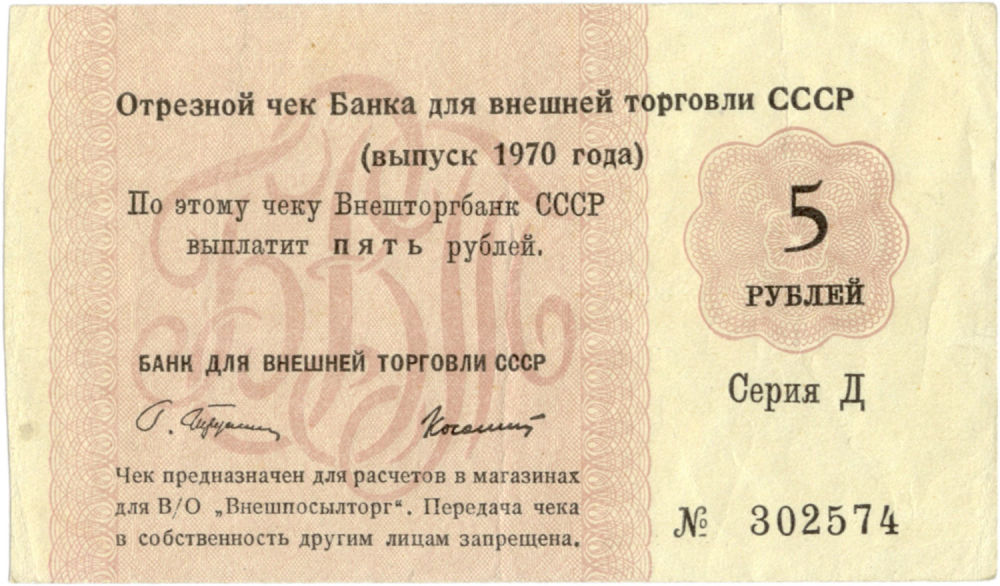 Отрезной чек Банка для внешней торговли СССР
(выпуск 1970 года)
По этому чеку Внешторгбанк СССР
выплатит пять рублей.
5
РУБЛЕЙ
БАНК ДЛЯ ВНЕШНЕЙ ТОРГОВЛИ СССР
Серия Д
Чек предназначен для расчетов в магазинах
для В/О „Внешпосылторг“. Передача чека
в собственность другим лицам запрещена.
№ 302574